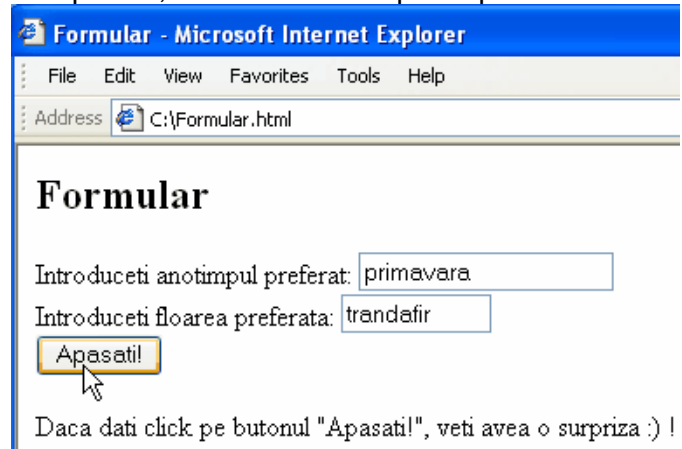 Formular - Microsoft Internet Explorer
File Edit View Favorites Tools Help
Address C:\Formular.html
Formular
Introduceti anotimpul preferat: primavara
Introduceti floarea preferata: trandafir
Apasati!
Daca dati click pe butonul "Apasati!", veti avea o surpriza :) !